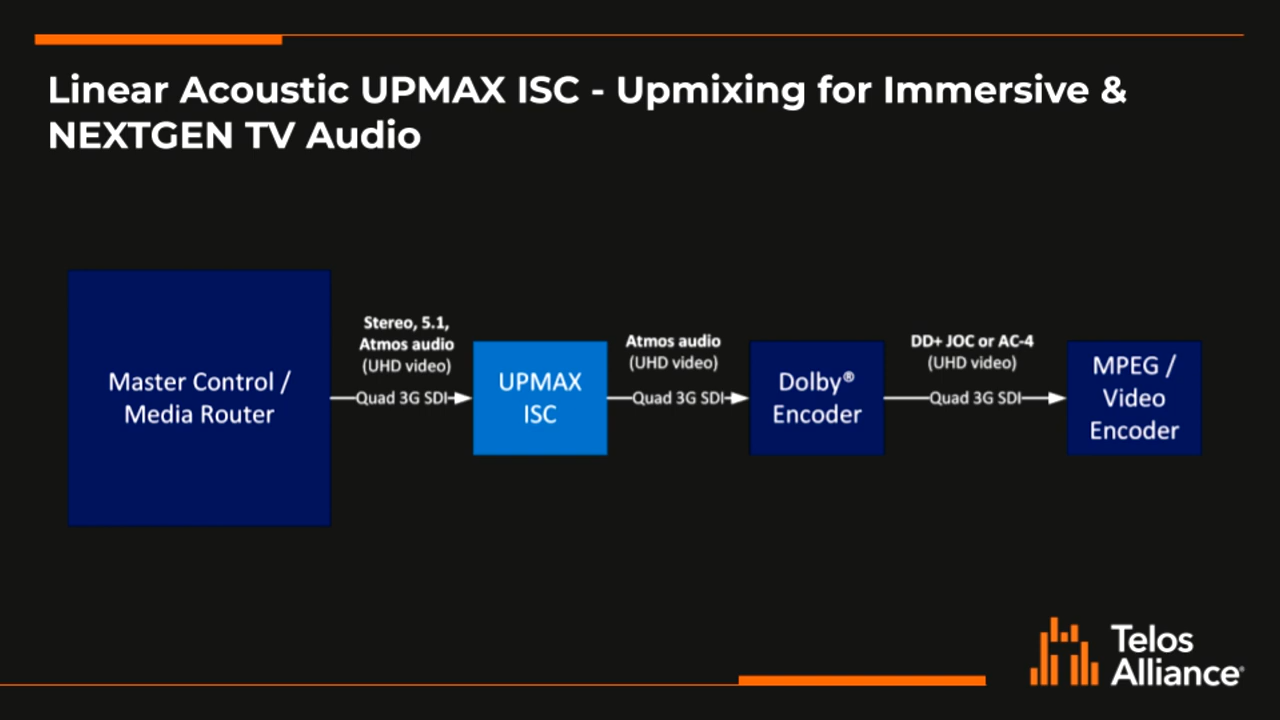 Linear Acoustic UPMAX ISC - Upmixing for Immersive &
NEXTGEN TV Audio
Master Control /
Media Router
Stereo, 5.1,
Atmos audio
(UHD video)
Quad 3G SDI
UPMAX
ISC
Atmos audio
(UHD video)
Quad 3G SDI
Dolby®
Encoder
DD+ JOC or AC-4
(UHD video)
Quad 3G SDI
MPEG /
Video
Encoder
Telos
Alliance®